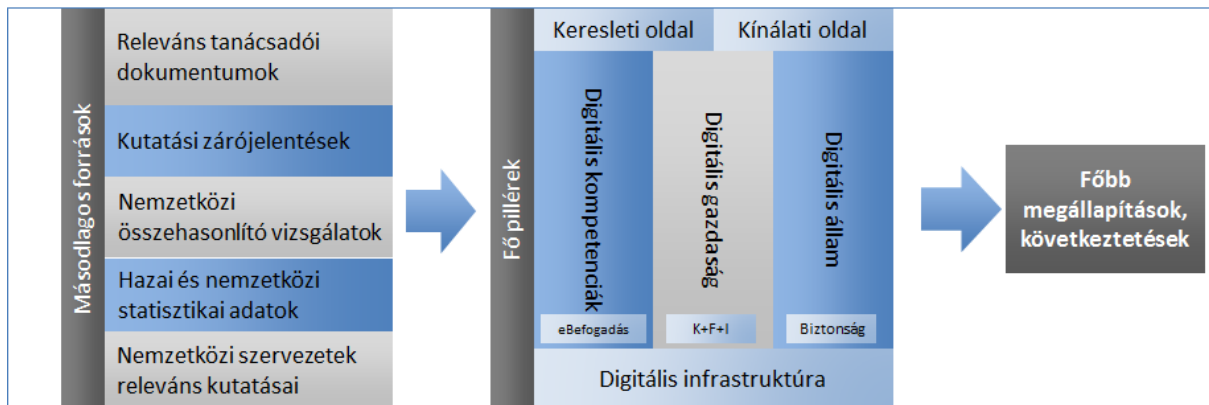 Másodlagos források
Releváns tanácsadói
dokumentumok
Kutatási zárójelentések
Nemzetközi
összehasonlító vizsgálatok
Hazai és nemzetközi
statisztikai adatok
Nemzetközi szervezetek
releváns kutatásai
Fő pillérek
Keresleti oldal
Kínálati oldal
Digitális kompetenciák
Digitális gazdaság
Digitális állam
eBefogadás
K+F+I
Biztonság
Digitális infrastruktúra
Főbb
megállapítások,
következtetések